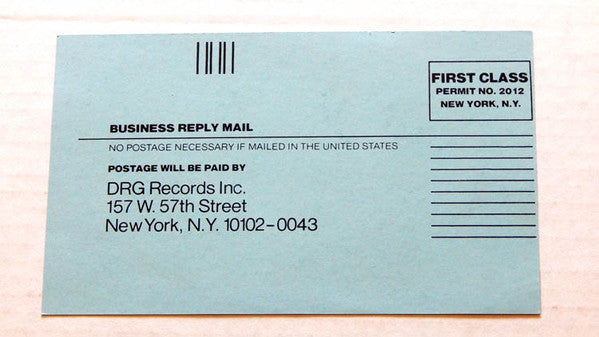 FIRST CLASS
PERMIT NO. 2012
NEW YORK, N.Y.
BUSINESS REPLY MAIL
NO POSTAGE NECESSARY IF MAILED IN THE UNITED STATES
POSTAGE WILL BE PAID BY
DRG Records Inc.
157 W. 57th Street
New York, N.Y. 10102-0043